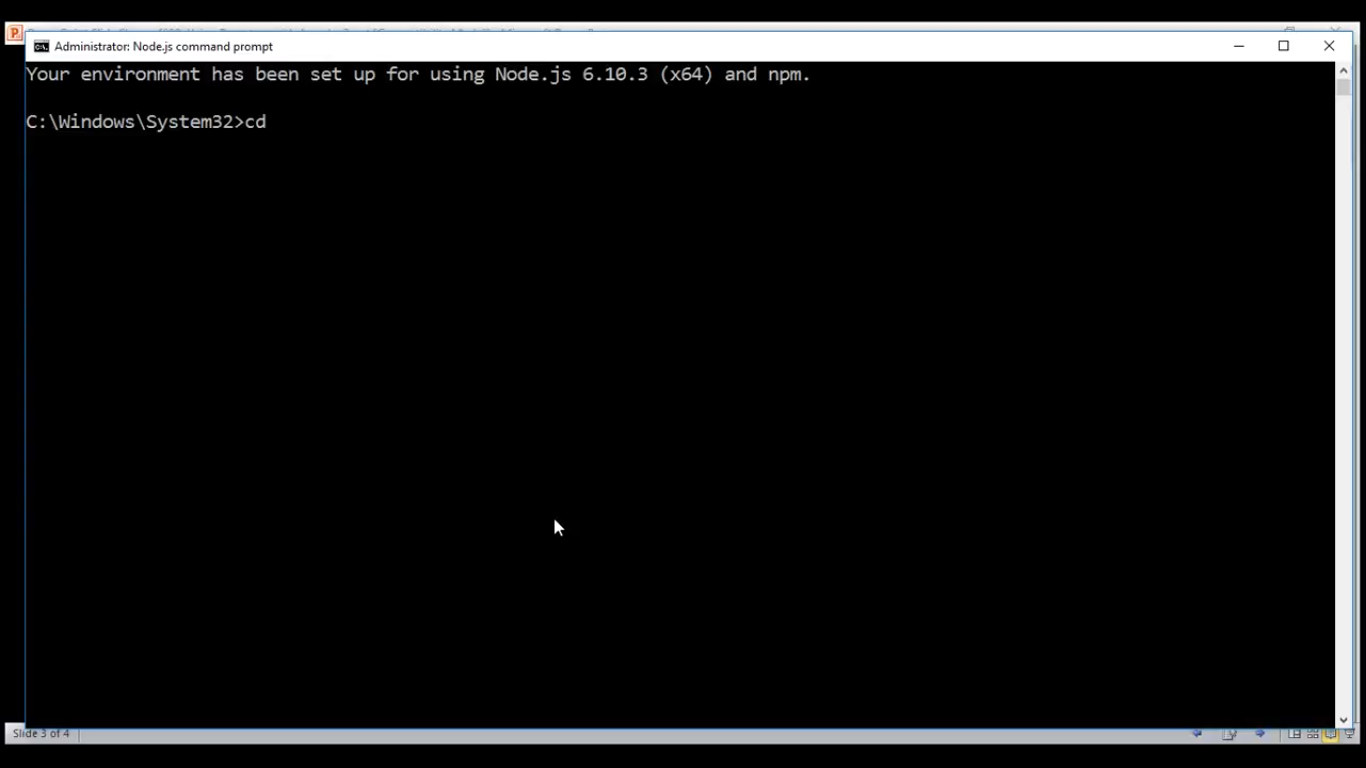 Administrator: Node.js command prompt
Your environment has been set up for using Node.js 6.10.3 (x64) and npm.
C:\Windows\System32>cd
Slide 3 of 4